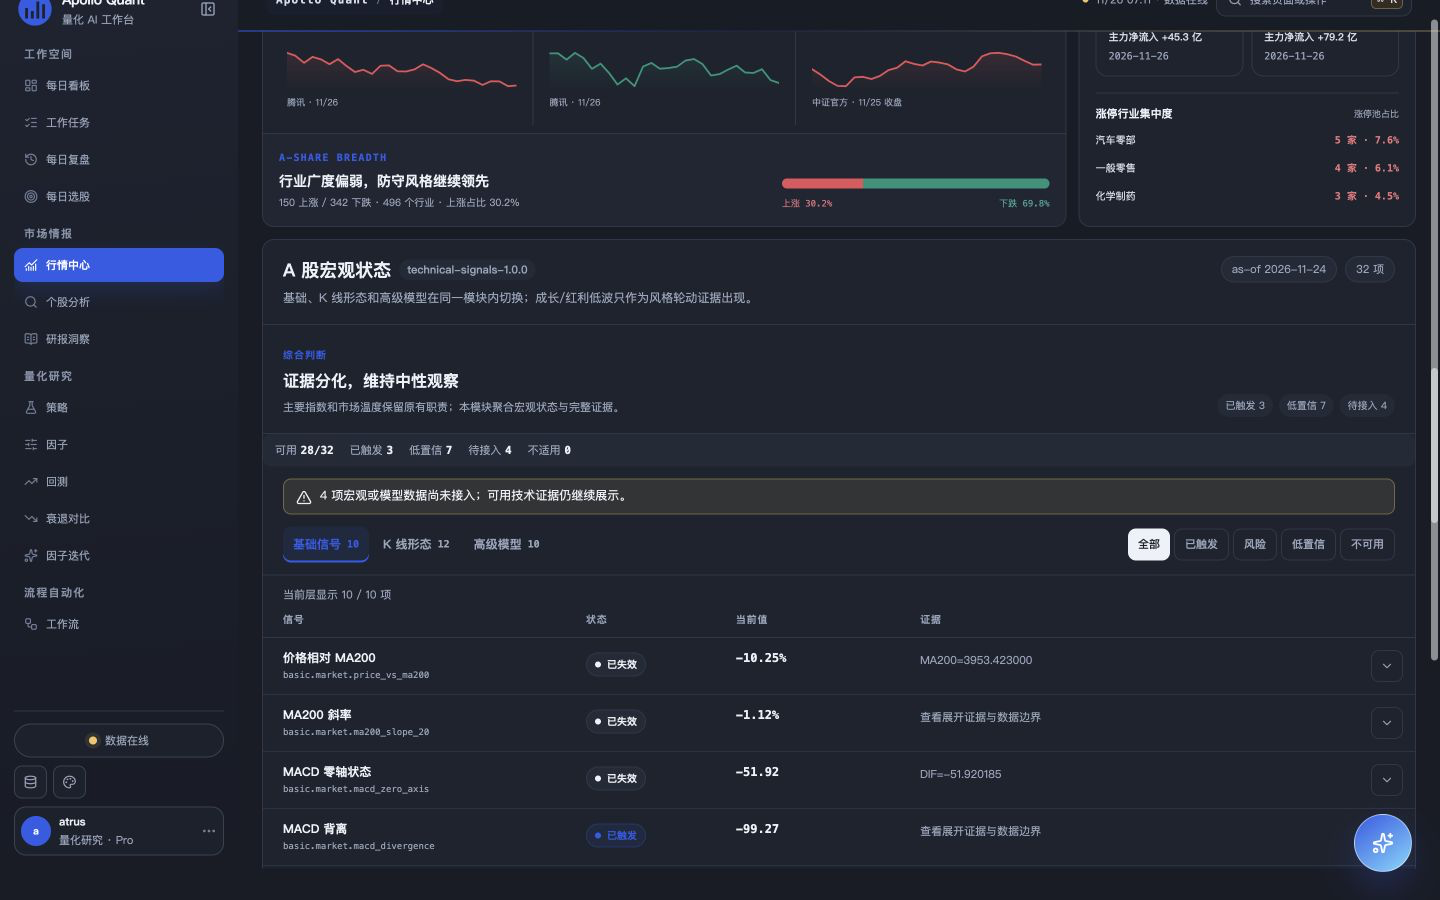 Apollo Quant
量化 AI 工作台
工作空间
每日看板
工作任务
每日复盘
每日选股
市场情报
行情中心
个股分析
研报洞察
量化研究
策略
因子
回测
衰退对比
因子迭代
流程自动化
工作流
数据在线
a
atrus
量化研究 · Pro
Apollo Quant / 行情中心
11/26 07:11 · 数据在线
搜索页面或操作
⌘ K
腾讯 · 11/26
腾讯 · 11/26
中证官方 · 11/25 收盘
A-SHARE BREADTH
行业广度偏弱，防守风格继续领先
150 上涨 / 342 下跌 · 496 个行业 · 上涨占比 30.2%
上涨 30.2%
下跌 69.8%
主力净流入 +45.3 亿
2026-11-26
主力净流入 +79.2 亿
2026-11-26
涨停行业集中度
涨停池占比
汽车零部
5 家 · 7.6%
一般零售
4 家 · 6.1%
化学制药
3 家 · 4.5%
A 股宏观状态
technical-signals-1.0.0
as-of 2026-11-24
32 项
基础、K 线形态和高级模型在同一模块内切换；成长/红利低波只作为风格轮动证据出现。
综合判断
证据分化，维持中性观察
主要指数和市场温度保留原有职责；本模块聚合宏观状态与完整证据。
已触发 3
低置信 7
待接入 4
可用 28/32
已触发 3
低置信 7
待接入 4
不适用 0
4 项宏观或模型数据尚未接入；可用技术证据仍继续展示。
基础信号 10
K 线形态 12
高级模型 10
全部
已触发
风险
低置信
不可用
当前层显示 10 / 10 项
信号
状态
当前值
证据
价格相对 MA200
basic.market.price_vs_ma200
已失效
-10.25%
MA200=3953.423000
MA200 斜率
basic.market.ma200_slope_20
已失效
-1.12%
查看展开证据与数据边界
MACD 零轴状态
basic.market.macd_zero_axis
已失效
-51.92
DIF=-51.920185
MACD 背离
basic.market.macd_divergence
已触发
-99.27
查看展开证据与数据边界